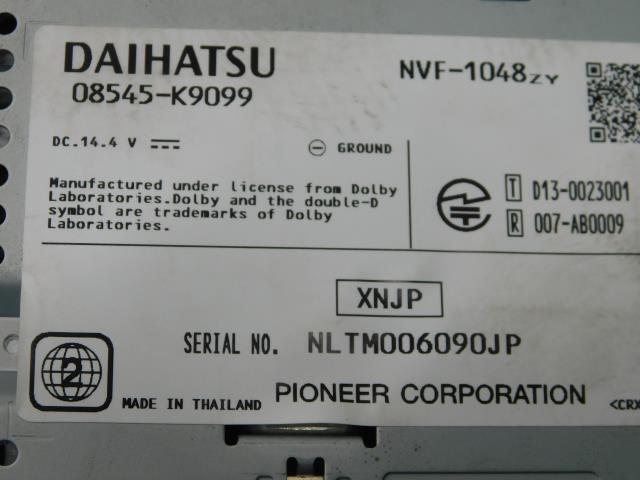 DAIHATSU
NVF-1048ZY
08545-K9099
DC.14.4 V
GROUND
Manufactured under license from Dolby
Laboratories.Dolby and the double-D
symbol are trademarks of Dolby
Laboratories.
T D13-0023001
R 007-AB0009
XNJP
SERIAL NO. NLTM006090JP
2
MADE IN THAILAND
PIONEER CORPORATION
<CRX